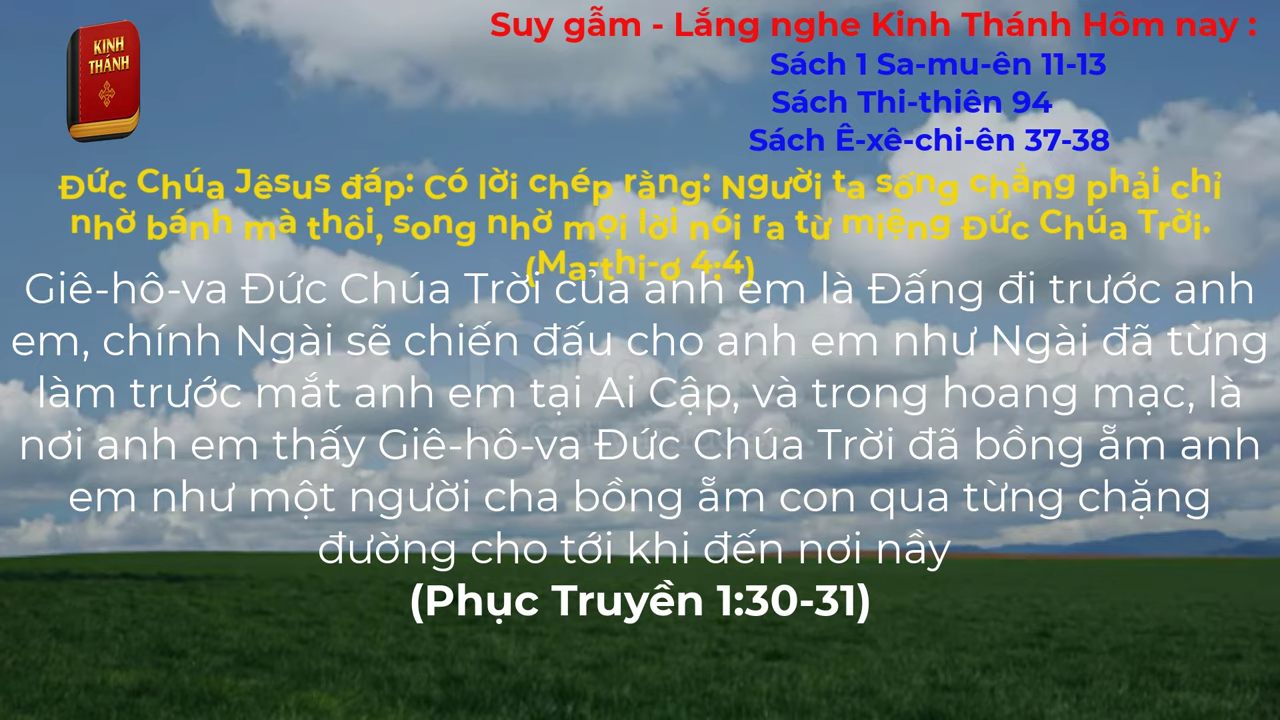 KINH
THÁNH
Suy gẫm - Lắng nghe Kinh Thánh Hôm nay :
Sách 1 Sa-mu-ên 11-13
Sách Thi-thiên 94
Sách Ê-xê-chi-ên 37-38
Đức Chúa Jêsus đáp: Có lời chép rằng: Người ta sống chẳng phải chỉ
nhờ bánh mà thôi, song nhờ mọi lời nói ra từ miệng Đức Chúa Trời.
(Ma-thi-ơ 4:4)
Giê-hô-va Đức Chúa Trời của anh em là Đấng đi trước anh
em, chính Ngài sẽ chiến đấu cho anh em như Ngài đã từng
làm trước mắt anh em tại Ai Cập, và trong hoang mạc, là
nơi anh em thấy Giê-hô-va Đức Chúa Trời đã bồng ẵm anh
em như một người cha bồng ẵm con qua từng chặng
đường cho tới khi đến nơi nầy
(Phục Truyền 1:30-31)